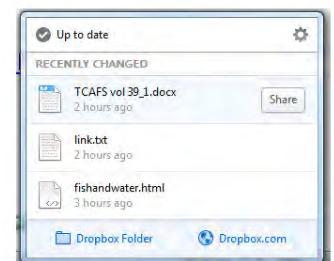 Up to date
RECENTLY CHANGED
TCAFS vol 39_1.docx
2 hours ago
Share
link.txt
2 hours ago
fishandwater.html
3 hours ago
Dropbox Folder
Dropbox.com